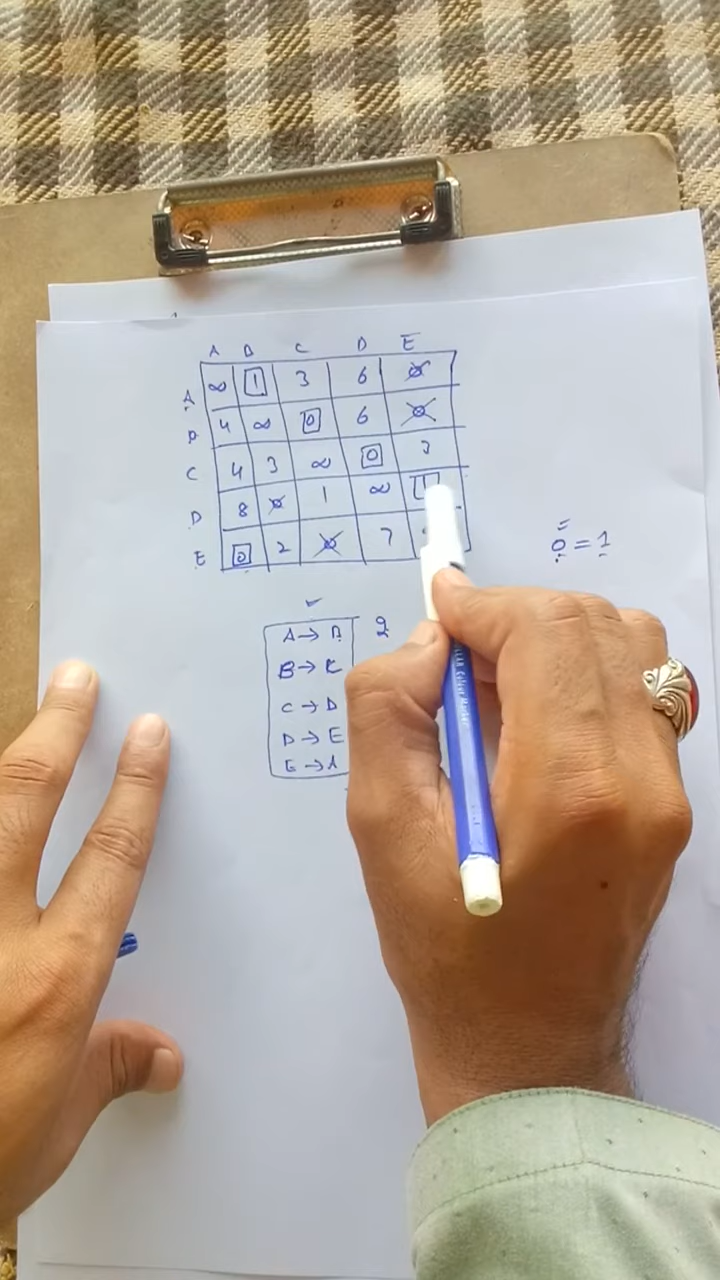 A B C D E
A ∞ 1 3 6 0
B 4 ∞ 0 6 0
C 4 3 ∞ 0 3
D 8 0 1 ∞ 1
E 0 2 0 7
0 = 1
A → B 2
B → C
C → D
D → E
E → A